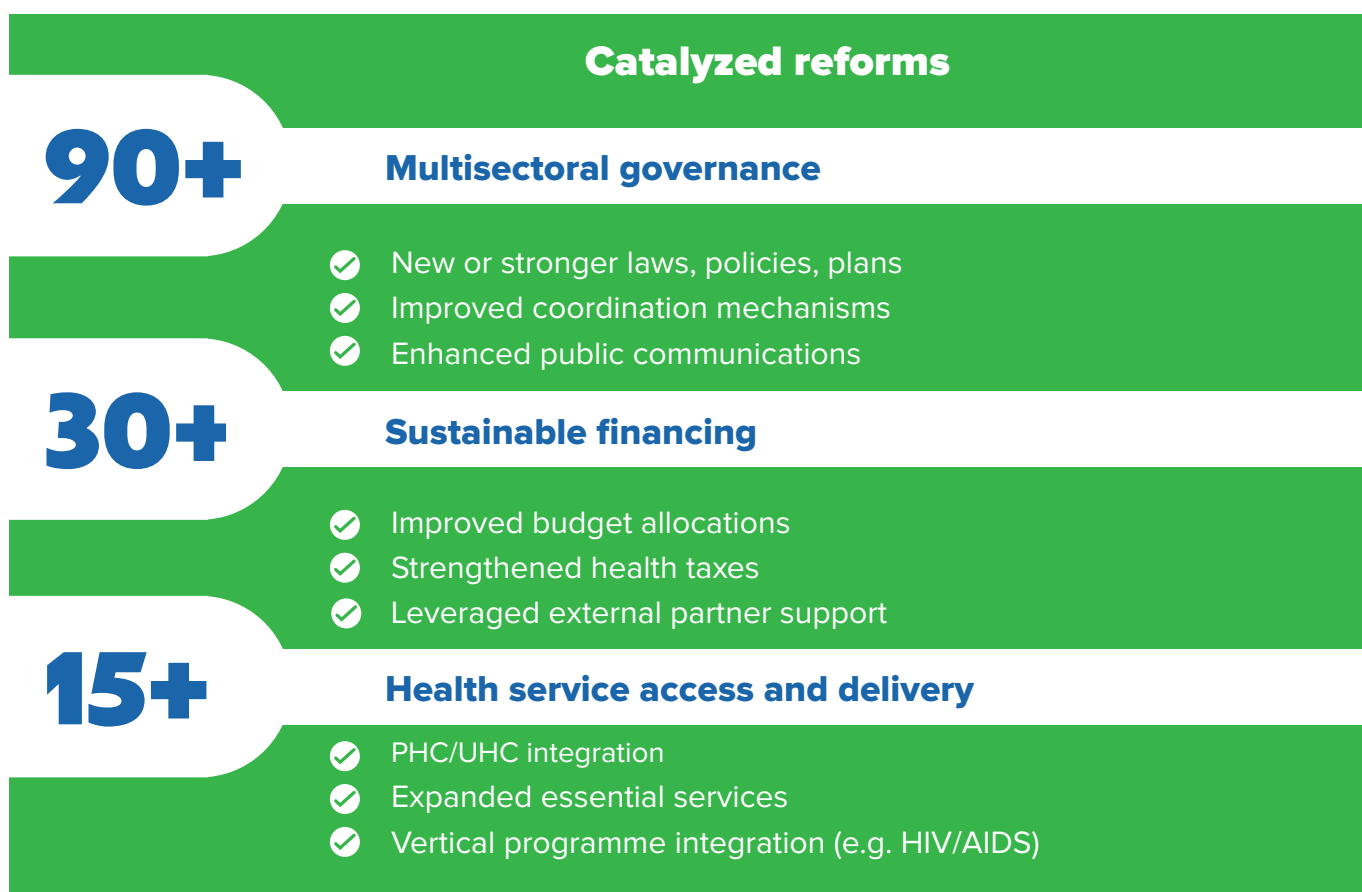 Catalyzed reforms
90+
Multisectoral governance
New or stronger laws, policies, plans
Improved coordination mechanisms
Enhanced public communications
30+
Sustainable financing
Improved budget allocations
Strengthened health taxes
Leveraged external partner support
15+
Health service access and delivery
PHC/UHC integration
Expanded essential services
Vertical programme integration (e.g. HIV/AIDS)